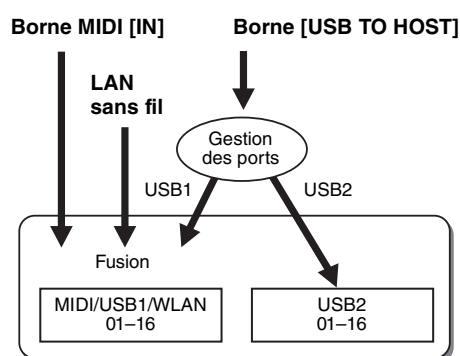 Borne MIDI [IN]
Borne [USB TO HOST]
LAN
sans fil
Gestion
des ports
USB1
USB2
Fusion
MIDI/USB1/WLAN
01–16
USB2
01–16